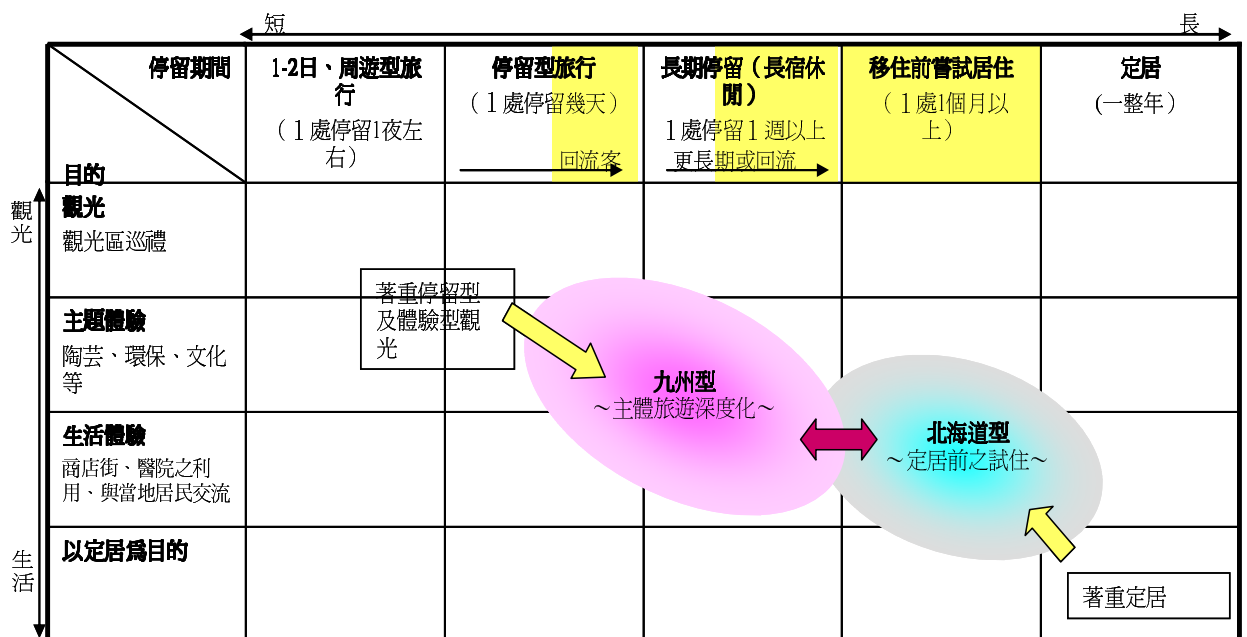 短
長
停留期間
目的
1-2日、周遊型旅
行
（１處停留1夜左
右）
停留型旅行
（１處停留幾天）
回流客
長期停留（長宿休
閒）
1處停留１週以上
更長期或回流
移住前嘗試居住
（１處1個月以
上）
定居
(一整年）
觀
光
觀光
觀光區巡禮
著重停留型
及體驗型觀
光
主題體驗
陶芸、環保、文化
等
九州型
～主體旅遊深度化～
生活體驗
商店街、醫院之利
用、與當地居民交流
北海道型
～定居前之試住～
生
活
以定居為目的
著重定居